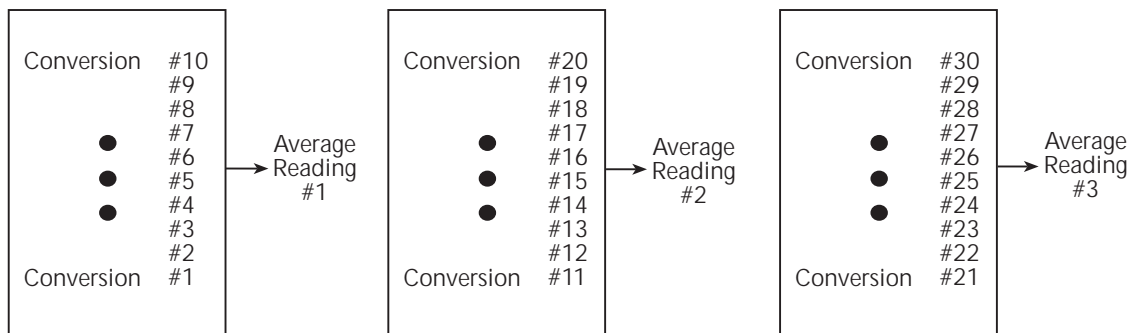 Conversion #10
#9
#8
#7
#6
#5
#4
#3
#2
Conversion #1
Average
Reading
#1
Conversion #20
#19
#18
#17
#16
#15
#14
#13
#12
Conversion #11
Average
Reading
#2
Conversion #30
#29
#28
#27
#26
#25
#24
#23
#22
Conversion #21
Average
Reading
#3